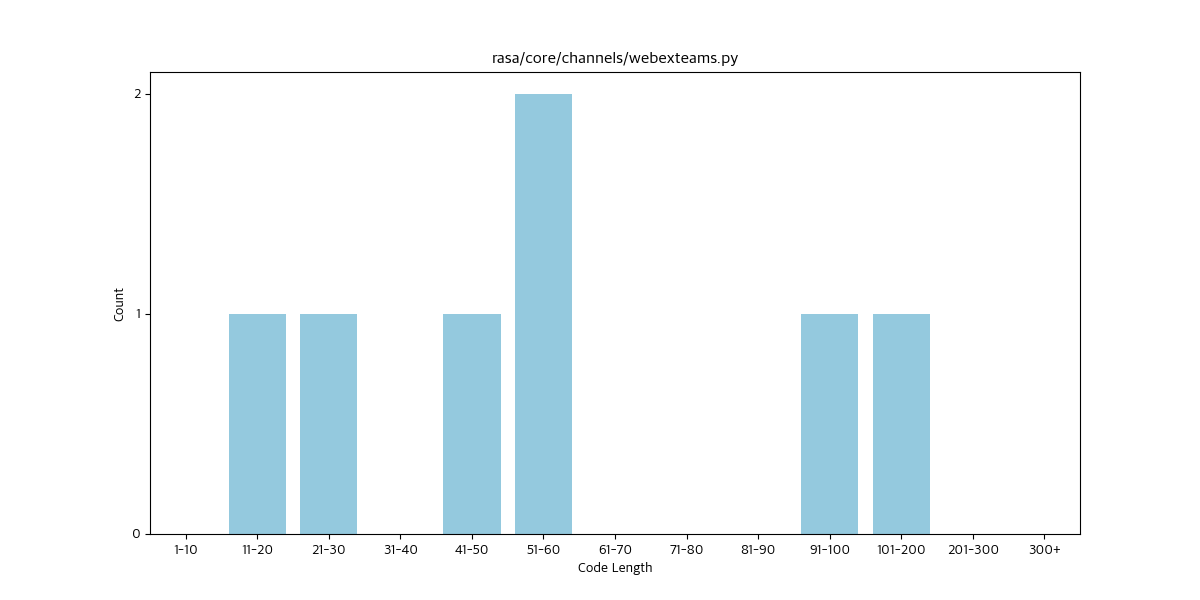 rasa/core/channels/webexteams.py
Count
2
1
0
1-10 11-20 21-30 31-40 41-50 51-60 61-70 71-80 81-90 91-100 101-200 201-300 300+
Code Length